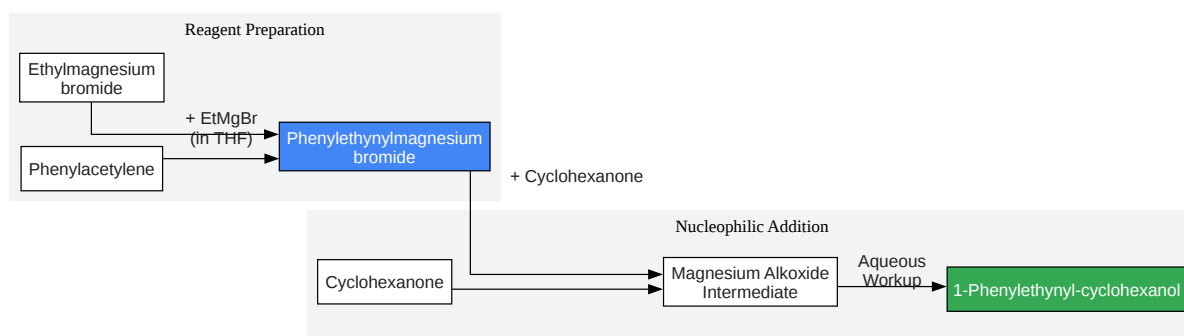 Reagent Preparation
Ethylmagnesium
bromide
+ EtMgBr
(in THF)
Phenylethynylmagnesium
bromide
Phenylacetylene
+ Cyclohexanone
Nucleophilic Addition
Cyclohexanone
Magnesium Alkoxide
Intermediate
Aqueous
Workup
1-Phenylethynyl-cyclohexanol